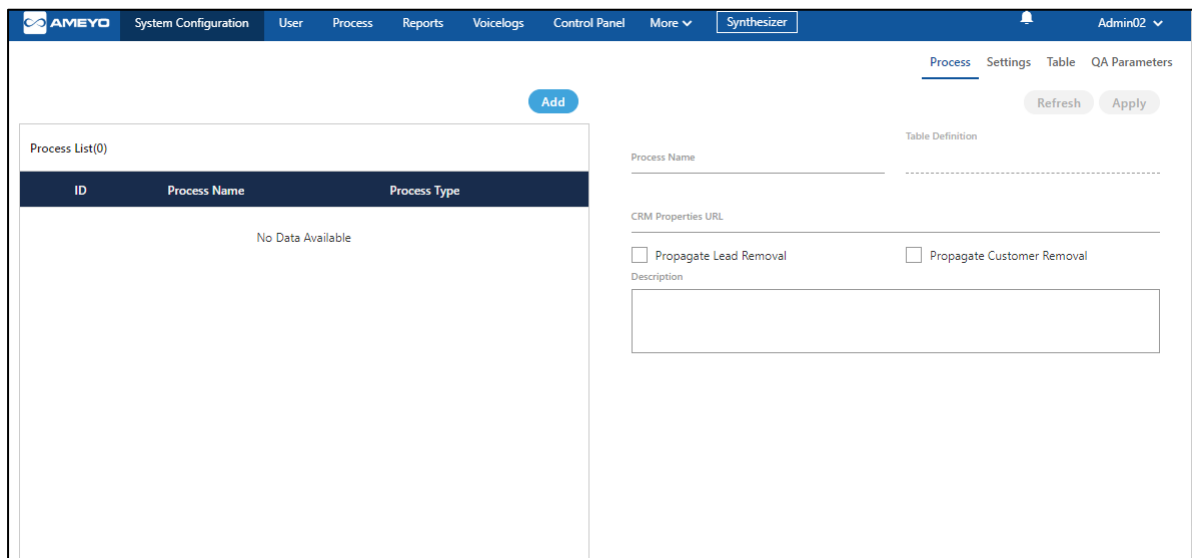 AMEYO System Configuration User Process Reports Voicelogs Control Panel More Synthesizer Admin02
Process Settings Table QA Parameters
Add Refresh Apply
Process List(0)
ID Process Name Process Type
No Data Available
Process Name Table Definition
CRM Properties URL
Propagate Lead Removal Propagate Customer Removal
Description